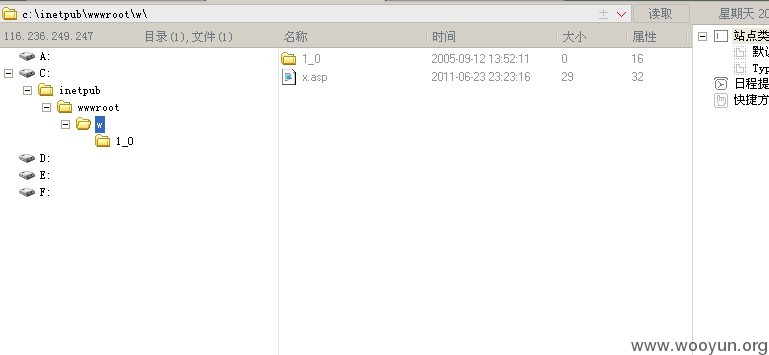 c:\inetpub\wwwroot\w\ 读取 星期天 20
116.236.249.247 目录(1),文件(1) 名称 时间 大小 属性
A:
C:
inetpub
wwwroot
w
1_0
D:
E:
F:
1_0 2005-09-12 13:52:11 0 16
x.asp 2011-06-23 23:23:16 29 32
站点类
默认
Typ
日程提
快捷方
www.wooyun.org